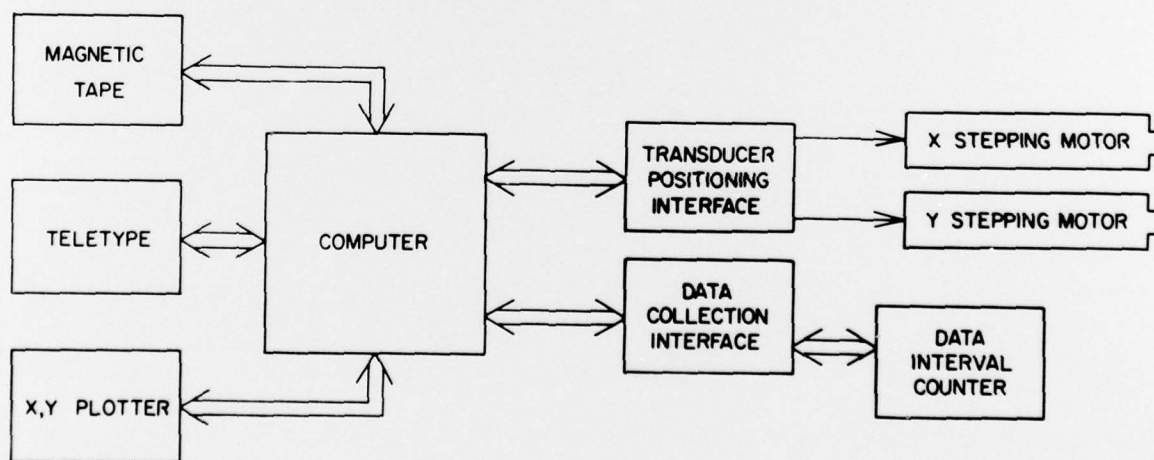 MAGNETIC
TAPE
TELETYPE
X,Y PLOTTER
COMPUTER
TRANSDUCER
POSITIONING
INTERFACE
DATA
COLLECTION
INTERFACE
X STEPPING MOTOR
Y STEPPING MOTOR
DATA
INTERVAL
COUNTER